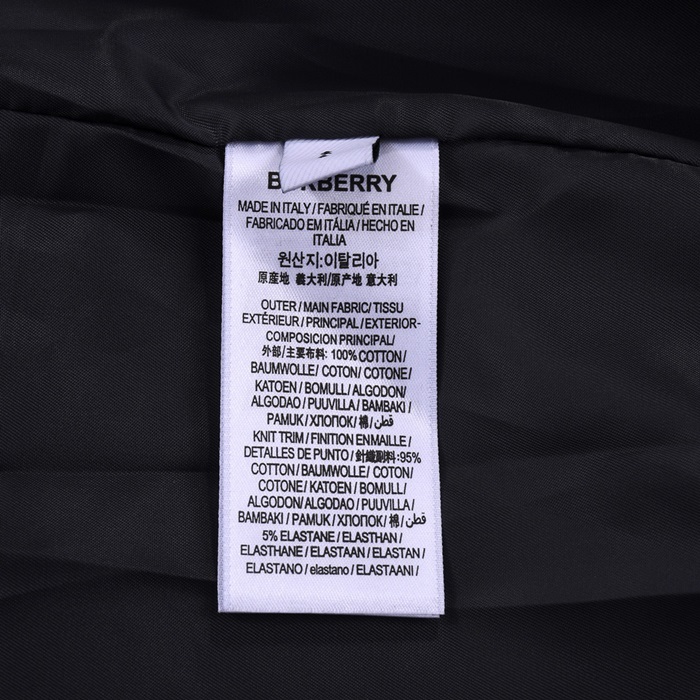 BURBERRY
MADE IN ITALY / FABRIQUÉ EN ITALIE /
FABRICADO EM ITÁLIA / HECHO EN
ITALIA
원산지:이탈리아
原産地 義大利/原产地 意大利
OUTER / MAIN FABRIC/ TISSU
EXTÉRIEUR / PRINCIPAL / EXTERIOR-
COMPOSICION PRINCIPAL/
外部/主要布料: 100% COTTON /
BAUMWOLLE/ COTON/ COTONE/
KATOEN / BOMULL/ ALGODON/
ALGODAO / PUUVILLA / BAMBAKI /
PAMUK / ХЛОПОК / 棉/ قطن/
KNIT TRIM / FINITION EN MAILLE /
DETALLES DE PUNTO / 針織副料:95%
COTTON / BAUMWOLLE / COTON/
COTONE / KATOEN / BOMULL/
ALGODON/ ALGODAO / PUUVILLA /
BAMBAKI / PAMUK / ХЛОПОК / 棉/ قطن/
5% ELASTANE / ELASTHAN /
ELASTHANE / ELASTAAN / ELASTAN /
ELASTANO / elastano / ELASTAANI /